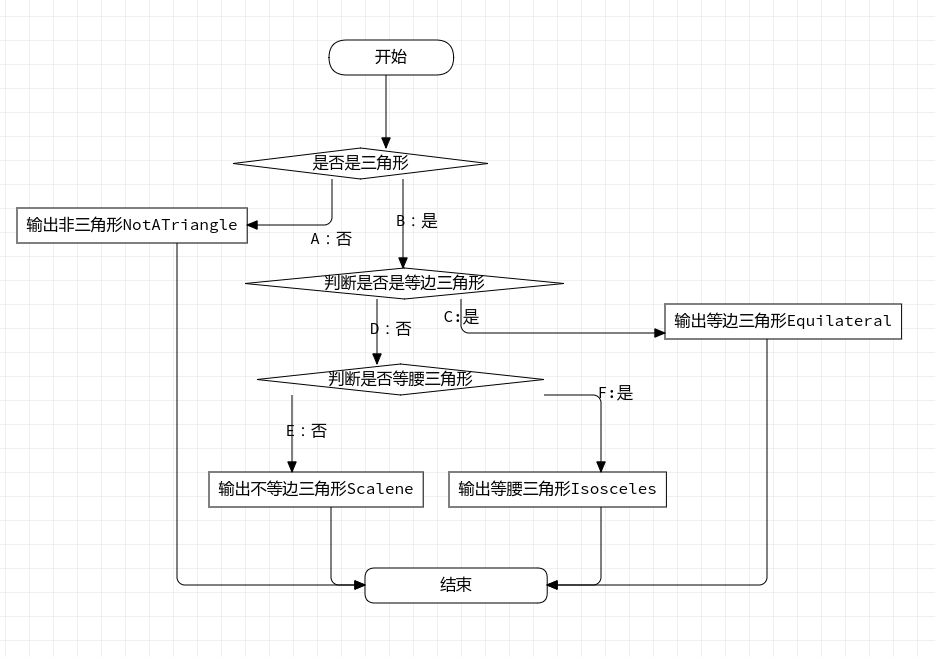 开始
是否是三角形
B：是
输出非三角形NotATriangle
A：否
判断是否是等边三角形
C:是
输出等边三角形Equilateral
D：否
判断是否等腰三角形
F:是
E：否
输出不等边三角形Scalene
输出等腰三角形Isosceles
结束